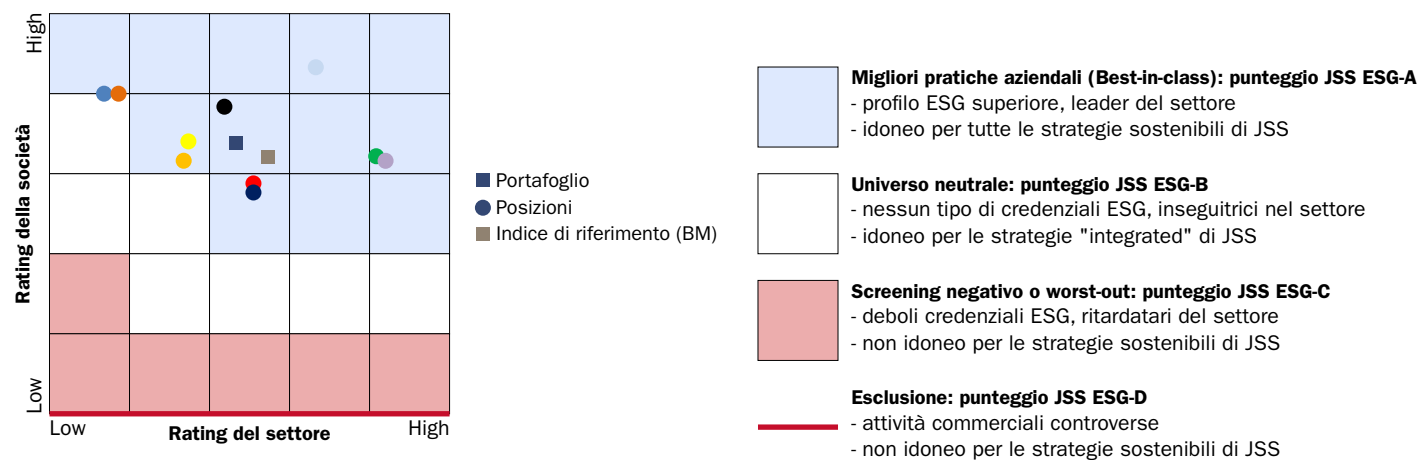 High
Rating della società
Low
Low
Rating del settore
High
Portafoglio
Posizioni
Indice di riferimento (BM)
Migliori pratiche aziendali (Best-in-class): punteggio JSS ESG-A
- profilo ESG superiore, leader del settore
- idoneo per tutte le strategie sostenibili di JSS
Universo neutrale: punteggio JSS ESG-B
- nessun tipo di credenziali ESG, inseguitrici nel settore
- idoneo per le strategie "integrated" di JSS
Screening negativo o worst-out: punteggio JSS ESG-C
- deboli credenziali ESG, ritardatari del settore
- non idoneo per le strategie sostenibili di JSS
Esclusione: punteggio JSS ESG-D
- attività commerciali controverse
- non idoneo per le strategie sostenibili di JSS